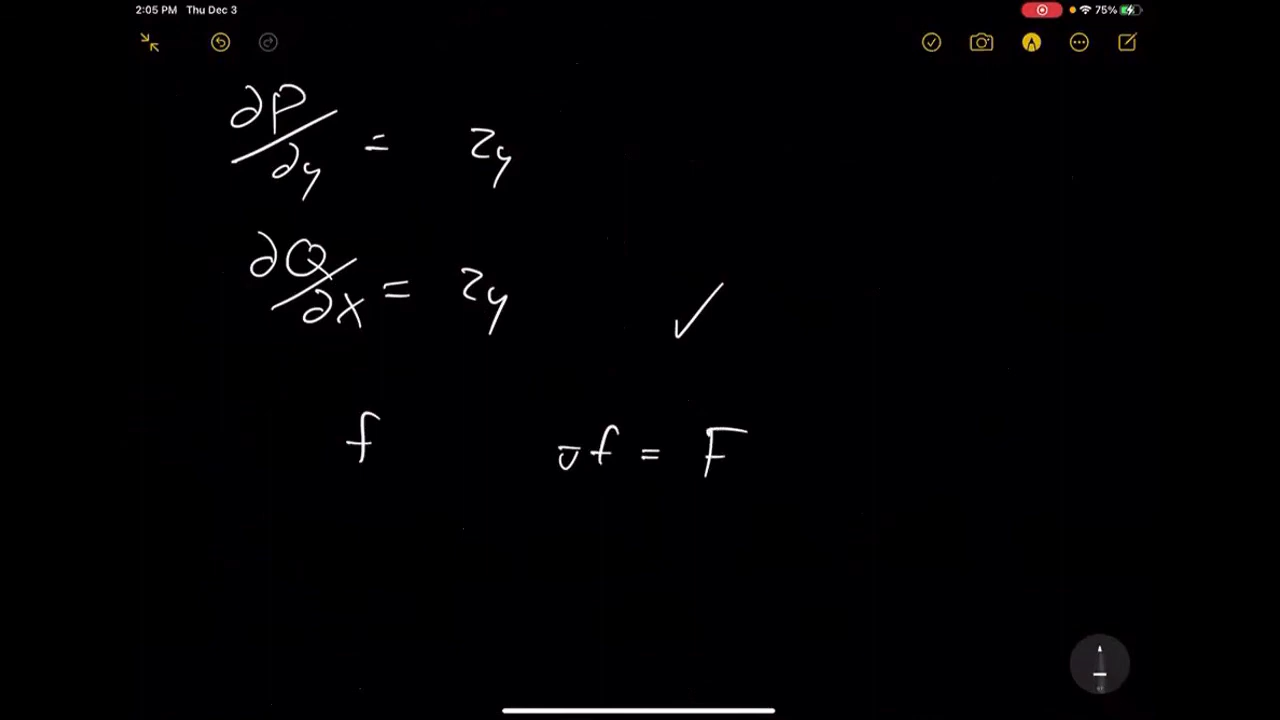 2:05 PM Thu Dec 3 75%
∂P/∂y = 2y
∂Q/∂x = 2y ✓
f ∇f = F